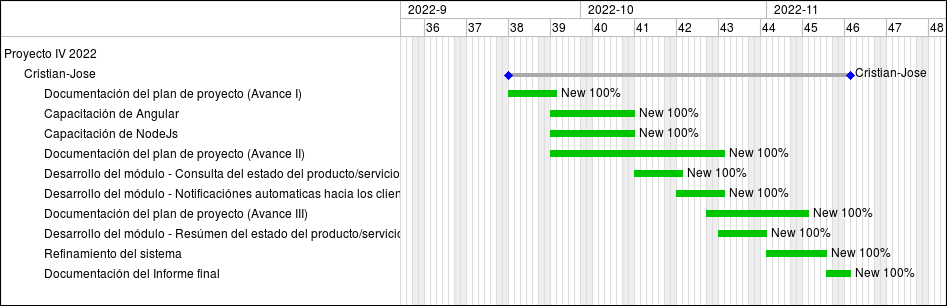 2022-9 2022-10 2022-11
36 37 38 39 40 41 42 43 44 45 46 47 48
Proyecto IV 2022
Cristian-Jose Cristian-Jose
Documentación del plan de proyecto (Avance I) New 100%
Capacitación de Angular New 100%
Capacitación de NodeJs New 100%
Documentación del plan de proyecto (Avance II) New 100%
Desarrollo del módulo - Consulta del estado del producto/servicio New 100%
Desarrollo del módulo - Notificaciónes automaticas hacia los clien New 100%
Documentación del plan de proyecto (Avance III) New 100%
Desarrollo del módulo - Resúmen del estado del producto/servicio New 100%
Refinamiento del sistema New 100%
Documentación del Informe final New 100%